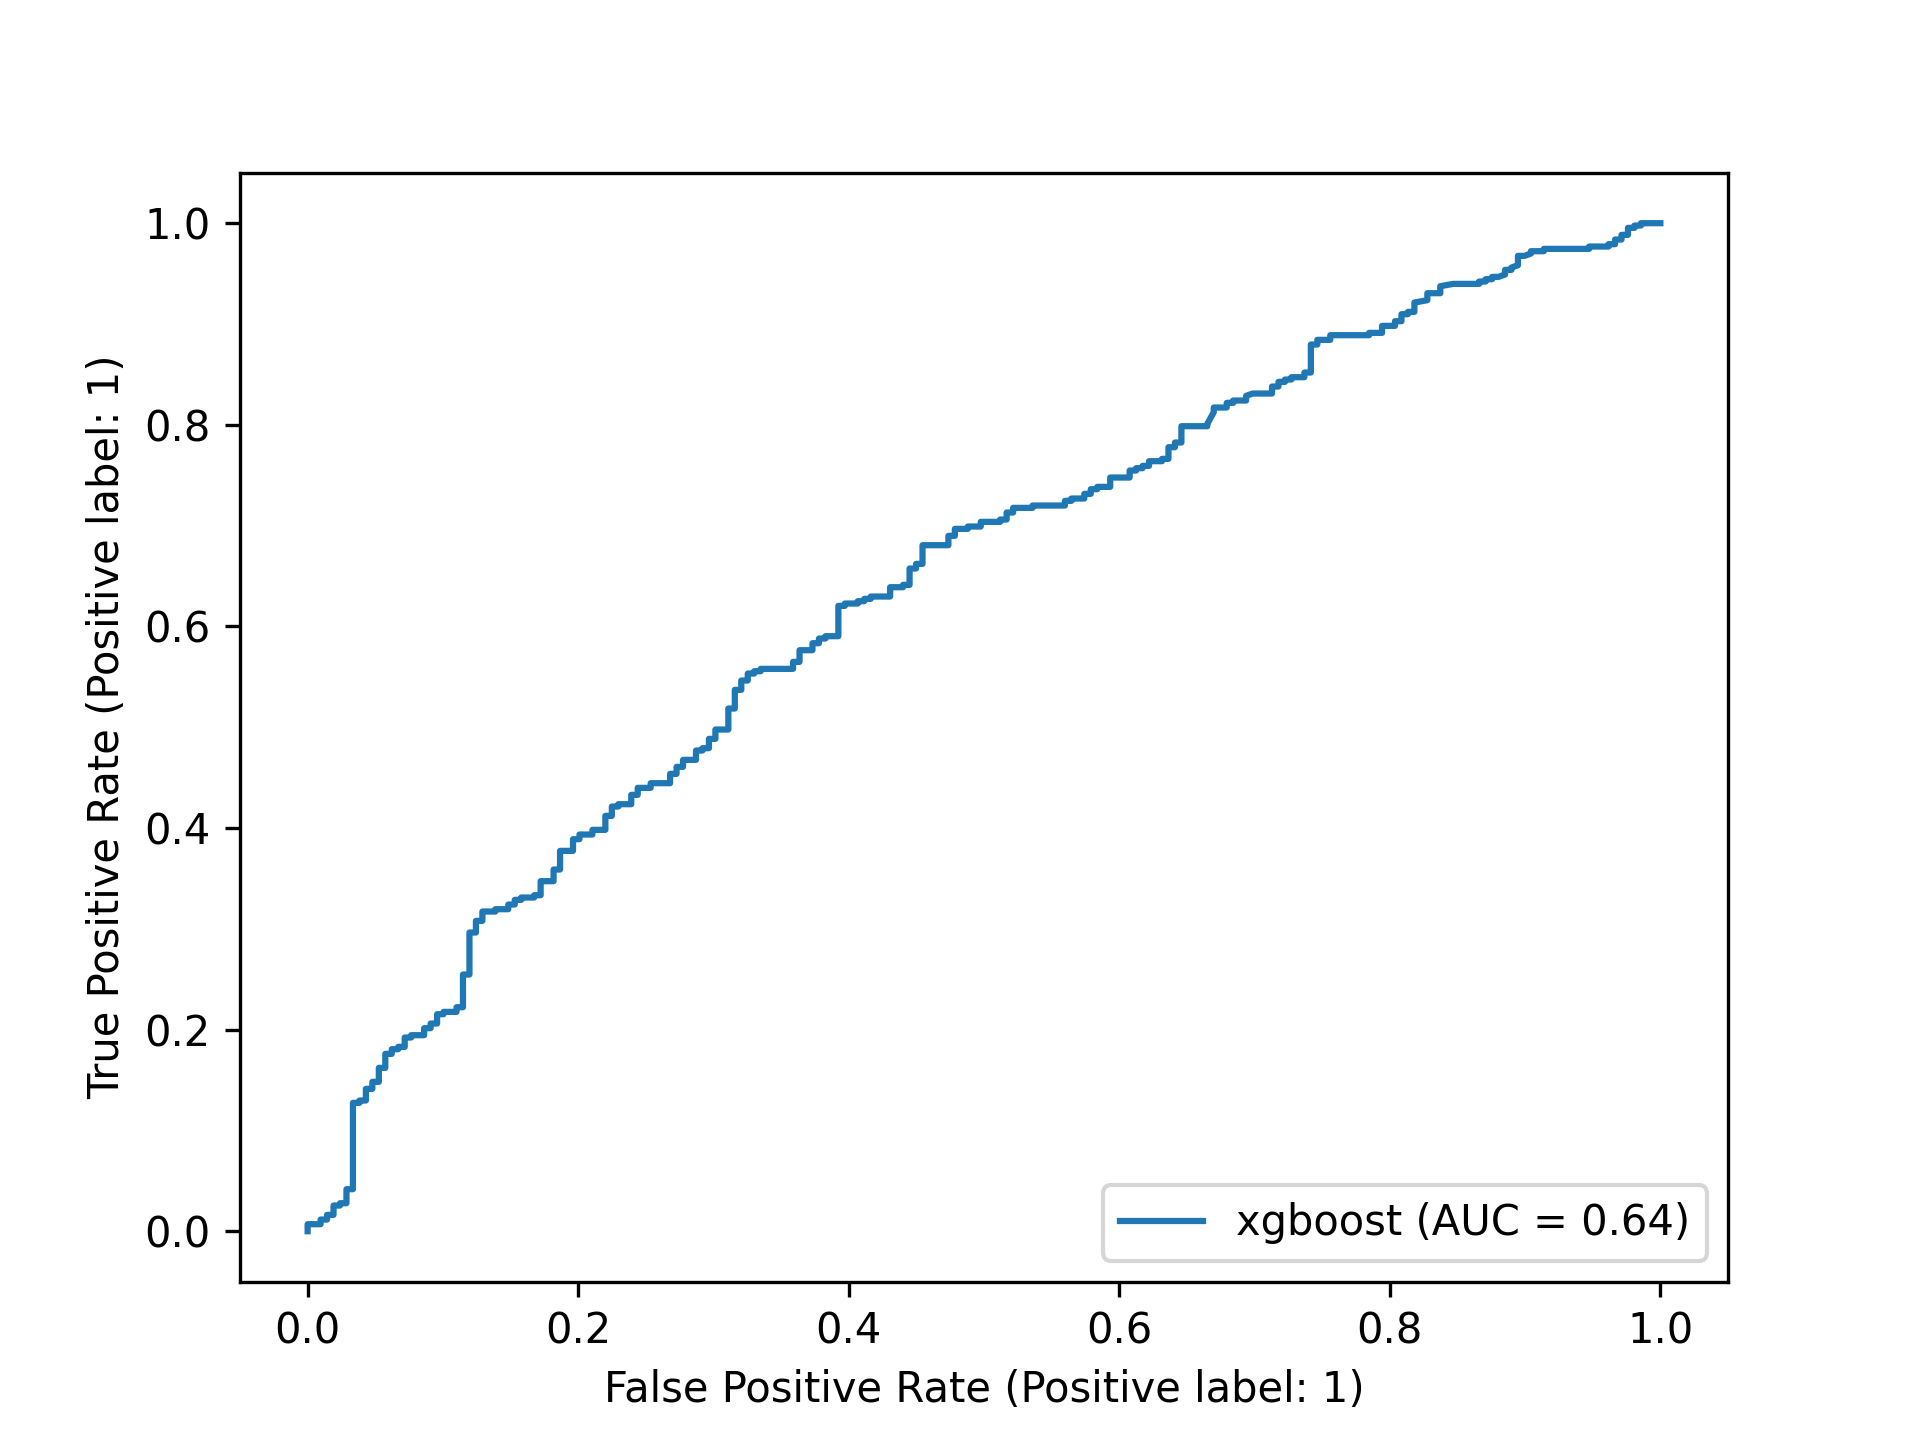 True Positive Rate (Positive label: 1)
1.0
0.8
0.6
0.4
0.2
0.0
xgboost (AUC = 0.64)
0.0 0.2 0.4 0.6 0.8 1.0
False Positive Rate (Positive label: 1)